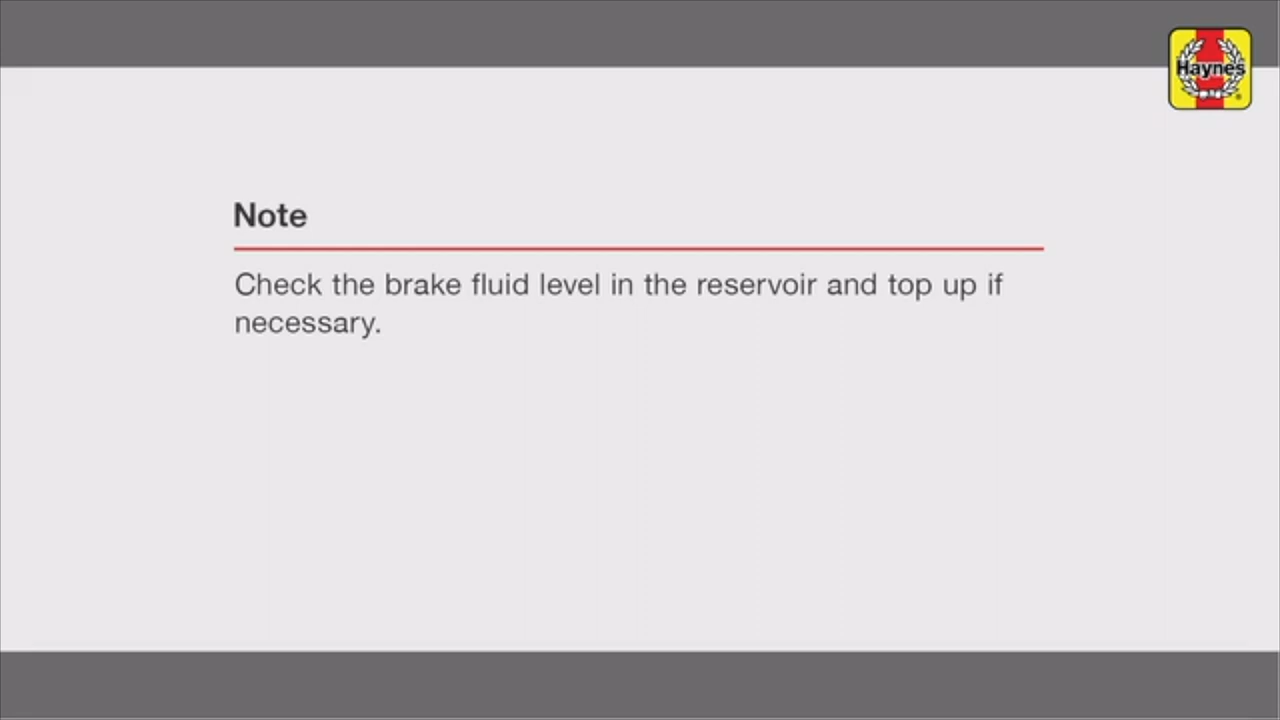 Haynes
Note
Check the brake fluid level in the reservoir and top up if
necessary.